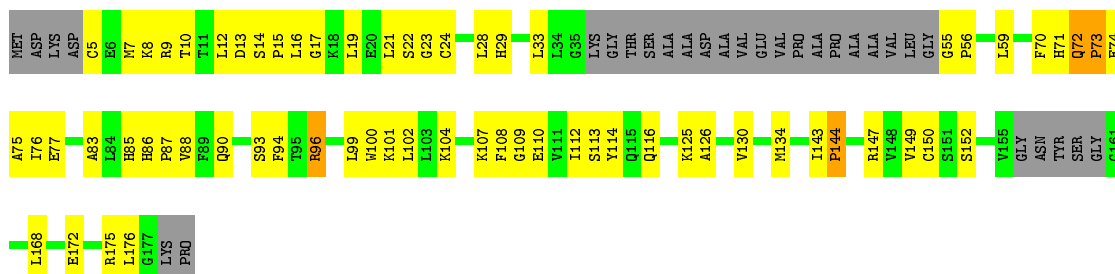 MET ASP LYS ASP C5 E6 M7 K8 R9 T10 T11 L12 D13 S14 P15 L16 G17 K18 L19 E20 L21 S22 G23 C24 L28 H29 L33 L34 G35 LYS GLY THR SER ALA ALA ASP ALA VAL GLU VAL PRO ALA PRO ALA ALA VAL LEU GLY G55 P56 L59 F70 H71 Q72 P73 E74
A75 I76 E77 A83 L84 H85 H86 P87 V88 F89 Q90 S93 F94 T95 R96 L99 W100 K101 L102 L103 K104 K107 F108 G109 E110 V111 I112 S113 Y114 Q115 Q116 K125 A126 V130 M134 I143 P144 R147 V148 V149 C150 S151 S152 V155 GLY ASN TYR SER GLY G161
L168 E172 R175 L176 G177 LYS PRO